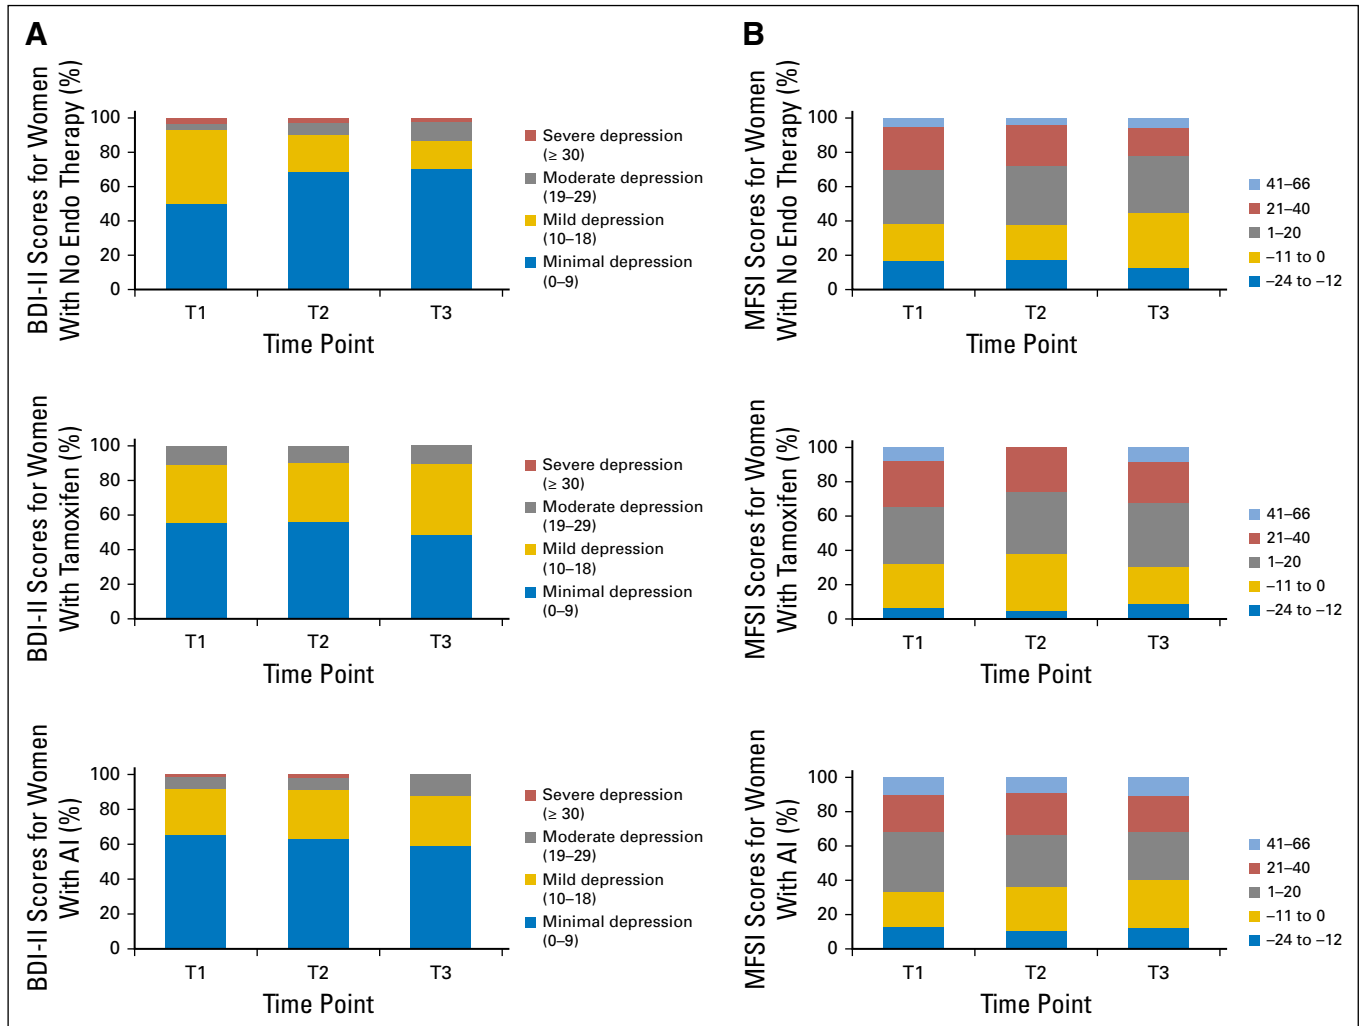 A
BDI-II Scores for Women
With No Endo Therapy (%)
100
80
60
40
20
0
T1
T2
T3
Time Point
Severe depression
(≥ 30)
Moderate depression
(19–29)
Mild depression
(10–18)
Minimal depression
(0–9)
BDI-II Scores for Women
With Tamoxifen (%)
100
80
60
40
20
0
T1
T2
T3
Time Point
Severe depression
(≥ 30)
Moderate depression
(19–29)
Mild depression
(10–18)
Minimal depression
(0–9)
BDI-II Scores for Women
With AI (%)
100
80
60
40
20
0
T1
T2
T3
Time Point
Severe depression
(≥ 30)
Moderate depression
(19–29)
Mild depression
(10–18)
Minimal depression
(0–9)
B
MFSI Scores for Women
With No Endo Therapy (%)
100
80
60
40
20
0
T1
T2
T3
Time Point
41–66
21–40
1–20
–11 to 0
–24 to –12
MFSI Scores for Women
With Tamoxifen (%)
100
80
60
40
20
0
T1
T2
T3
Time Point
41–66
21–40
1–20
–11 to 0
–24 to –12
MFSI Scores for Women
With AI (%)
100
80
60
40
20
0
T1
T2
T3
Time Point
41–66
21–40
1–20
–11 to 0
–24 to –12